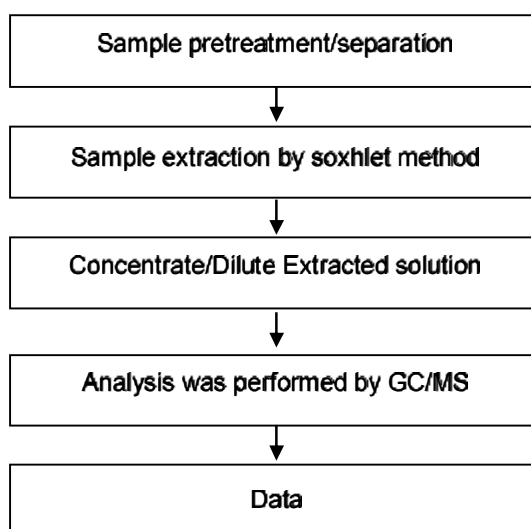 Sample pretreatment/separation
Sample extraction by soxhlet method
Concentrate/Dilute Extracted solution
Analysis was performed by GC/MS
Data